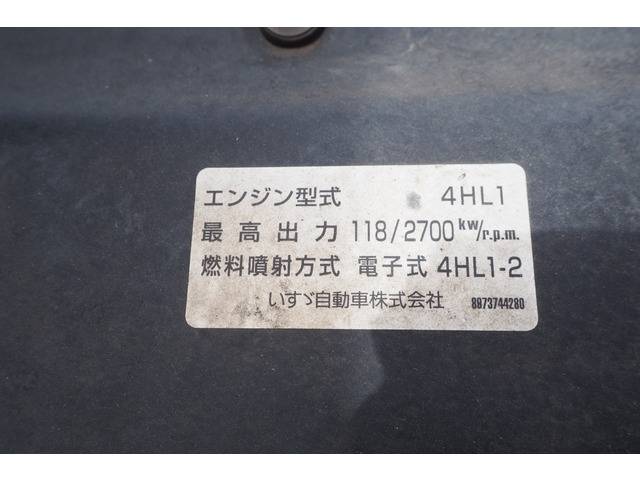 エンジン型式 4HL1
最高出力 118/2700 kW/r.p.m.
燃料噴射方式 電子式 4HL1-2
いすゞ自動車株式会社 8973744280